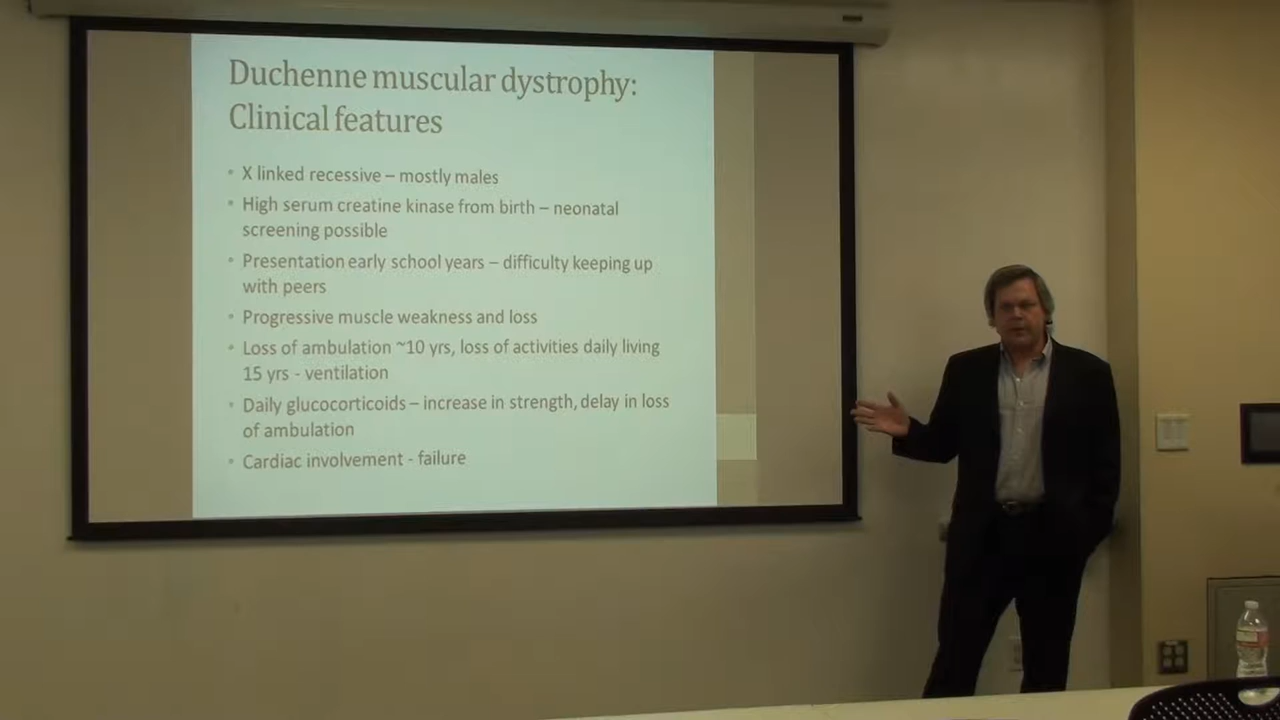 Duchenne muscular dystrophy:
Clinical features
• X linked recessive – mostly males
• High serum creatine kinase from birth – neonatal
screening possible
• Presentation early school years – difficulty keeping up
with peers
• Progressive muscle weakness and loss
• Loss of ambulation ~10 yrs, loss of activities daily living
15 yrs - ventilation
• Daily glucocorticoids – increase in strength, delay in loss
of ambulation
• Cardiac involvement - failure